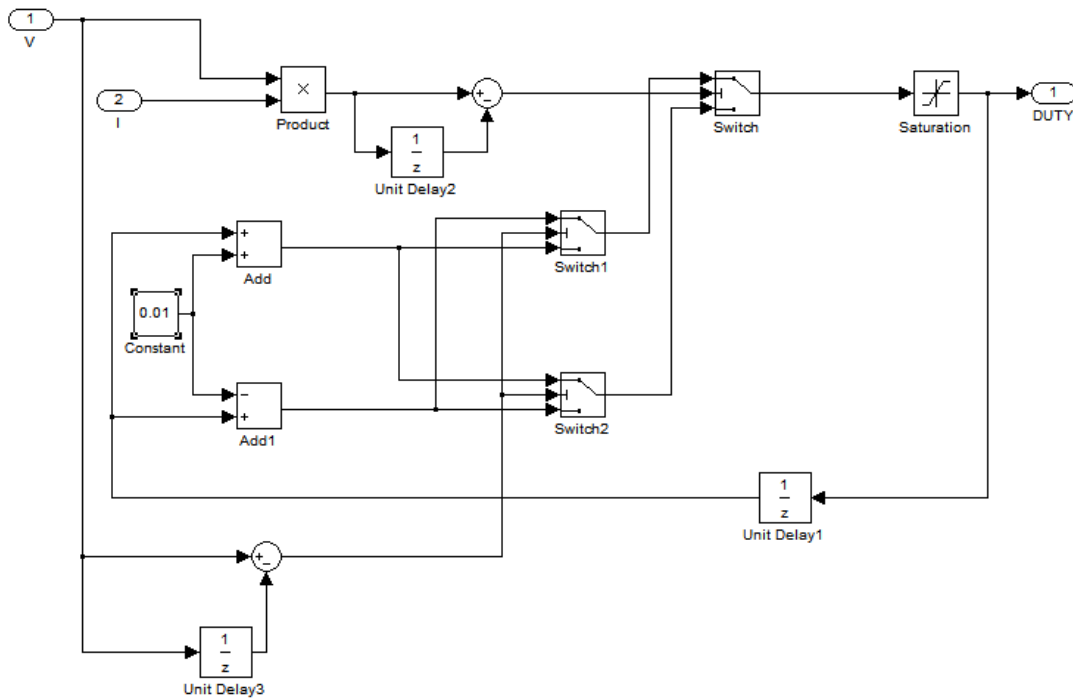 1
V
2
I
×
Product
+
−
1
z
Unit Delay2
Switch
Saturation
1
DUTY
+
+
Add
Switch1
0.01
Constant
−
+
Add1
Switch2
1
z
Unit Delay1
+
−
1
z
Unit Delay3